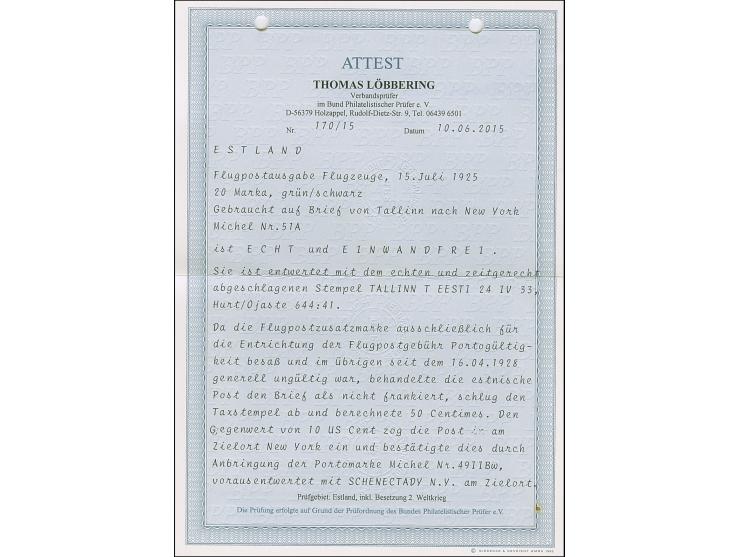 ATTEST
THOMAS LÖBBERING
Verbandsprüfer
im Bund Philatelistischer Prüfer e. V.
D-56379 Holzappel, Rudolf-Dietz-Str. 9, Tel. 06439 6501
Nr. 170/15 Datum 10.06.2015
ESTLAND
Flugpostausgabe Flugzeuge, 15.Juli 1925
20 Marka, grün/schwarz
Gebraucht auf Brief von Tallinn nach New York
Michel Nr.51A
ist ECHT und EINWANDFREI.
Sie ist entwertet mit dem echten und zeitgerecht
abgeschlagenen Stempel TALLINN T EESTI 24 IV 33,
Hurt/Ojaste 644:41.
Da die Flugpostzusatzmarke ausschließlich für
die Entrichtung der Flugpostgebühr Portogültig-
keit besaß und im übrigen seit dem 16.04.1928
generell ungültig war, behandelte die estnische
Post den Brief als nicht frankiert, schlug den
Taxstempel ab und berechnete 50 Centimes. Den
Gegenwert von 10 US Cent zog die Post in am
Zielort New York ein und bestätigte dies durch
Anbringung der Portomarke Michel Nr.49IIBw,
vorausentwertet mit SCHENECTADY N.Y. am Zielort.
Prüfgebiet: Estland, inkl. Besetzung 2. Weltkrieg
Die Prüfung erfolgte auf Grund der Prüfordnung des Bundes Philatelistischer Prüfer e.V.